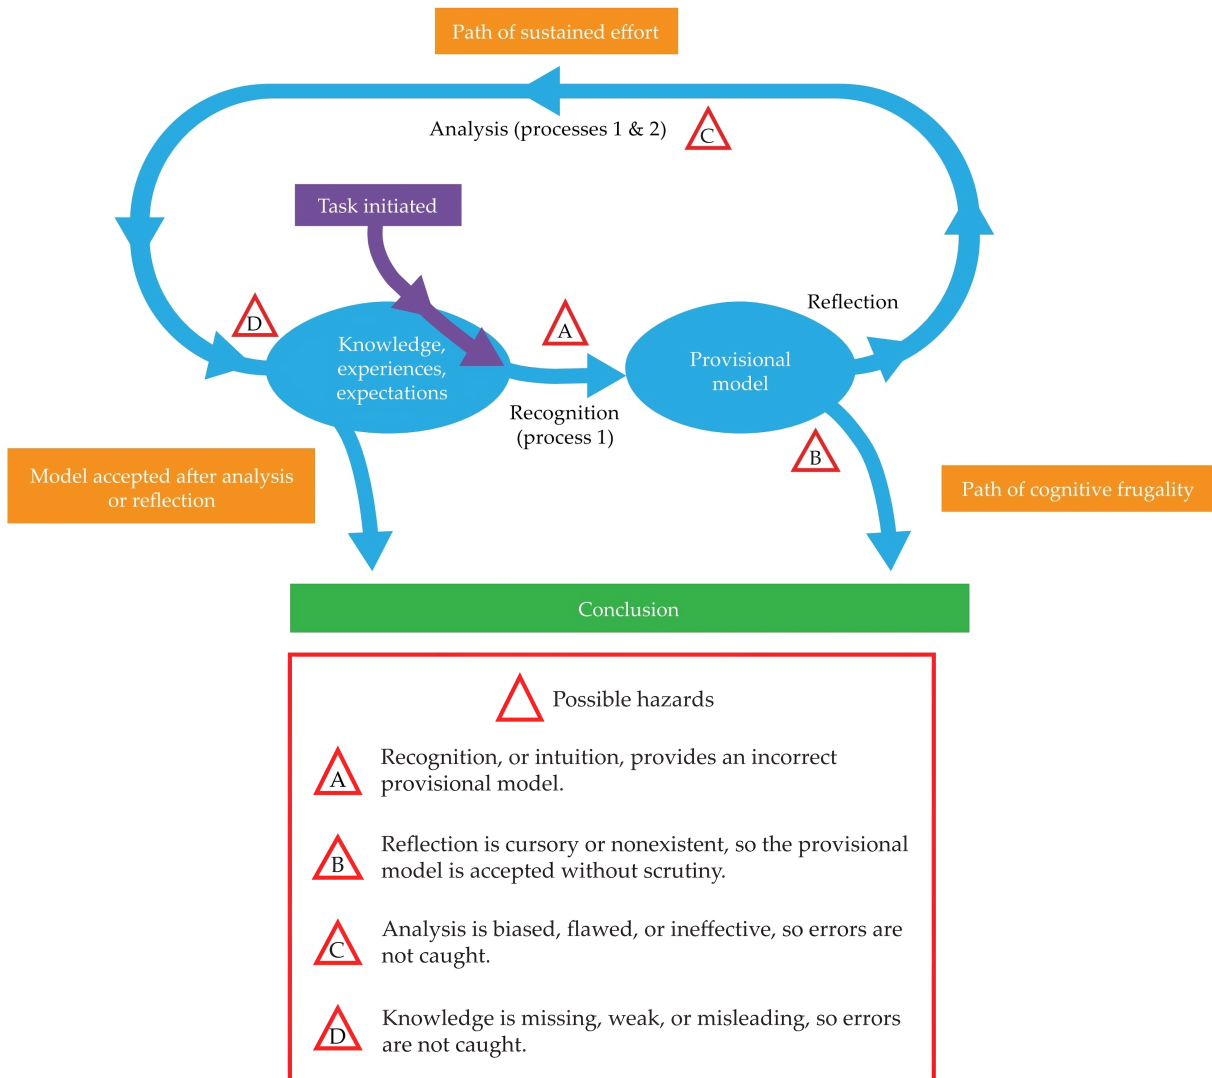 Path of sustained effort
Analysis (processes 1 & 2)
C
Task initiated
D
A
Reflection
Knowledge,
experiences,
expectations
Provisional
model
Recognition
(process 1)
B
Model accepted after analysis
or reflection
Path of cognitive frugality
Conclusion
Possible hazards
A
Recognition, or intuition, provides an incorrect
provisional model.
B
Reflection is cursory or nonexistent, so the provisional
model is accepted without scrutiny.
C
Analysis is biased, flawed, or ineffective, so errors are
not caught.
D
Knowledge is missing, weak, or misleading, so errors
are not caught.